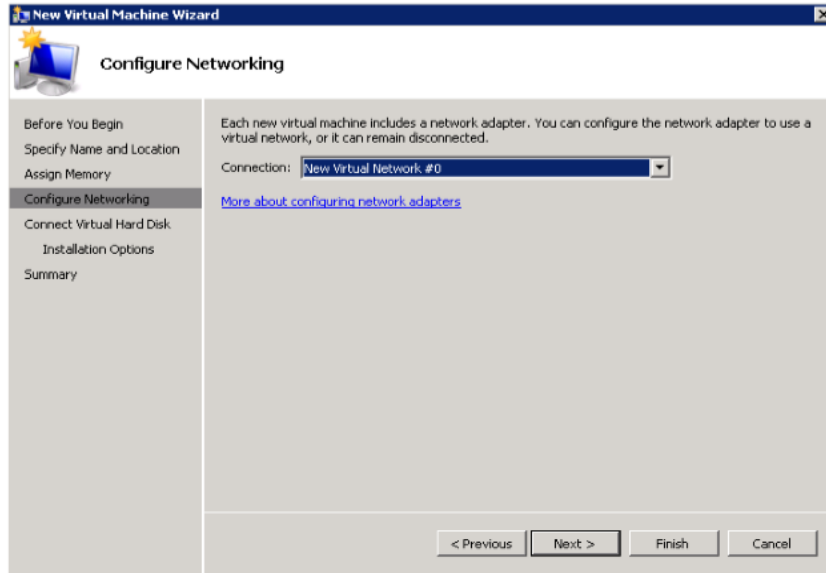 New Virtual Machine Wizard
Configure Networking
Before You Begin
Specify Name and Location
Assign Memory
Configure Networking
Connect Virtual Hard Disk
Installation Options
Summary
Each new virtual machine includes a network adapter. You can configure the network adapter to use a
virtual network, or it can remain disconnected.
Connection: New Virtual Network #0
More about configuring network adapters
< Previous Next > Finish Cancel